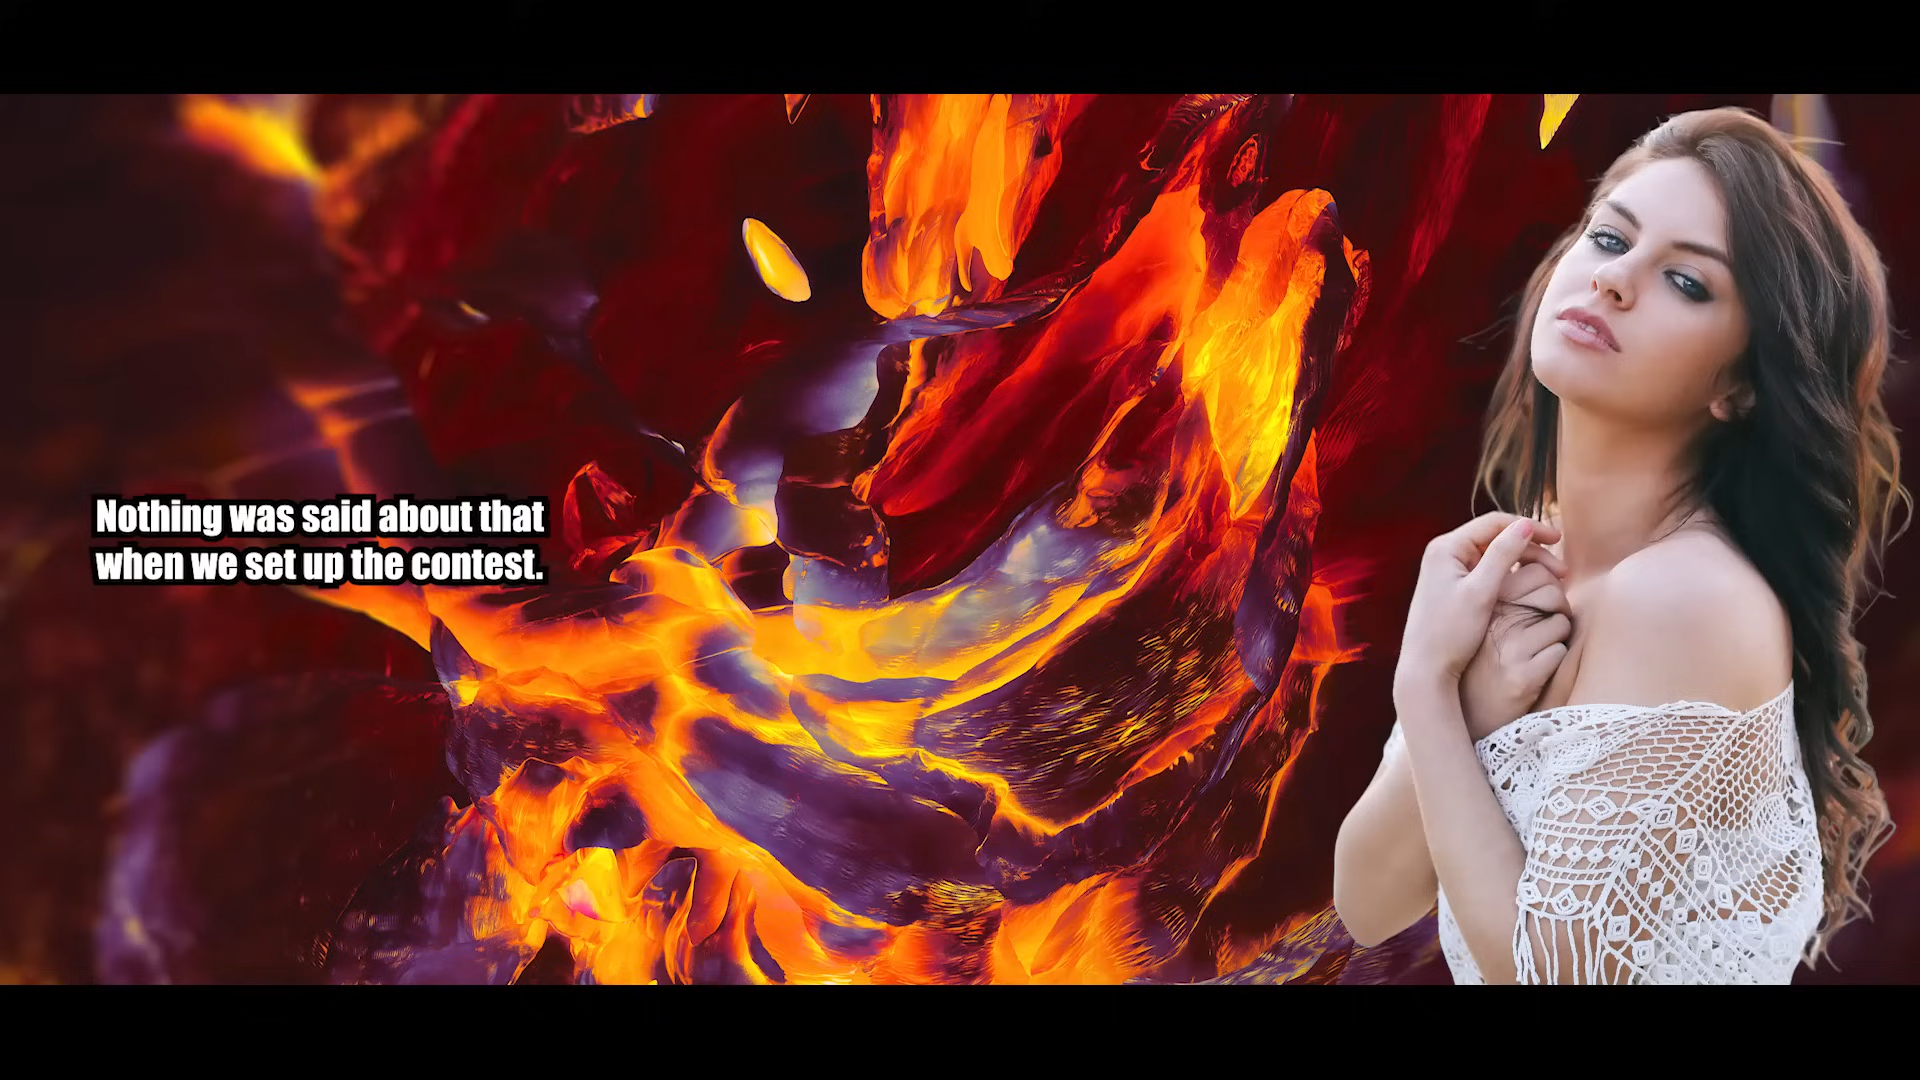 Nothing was said about that
when we set up the contest.